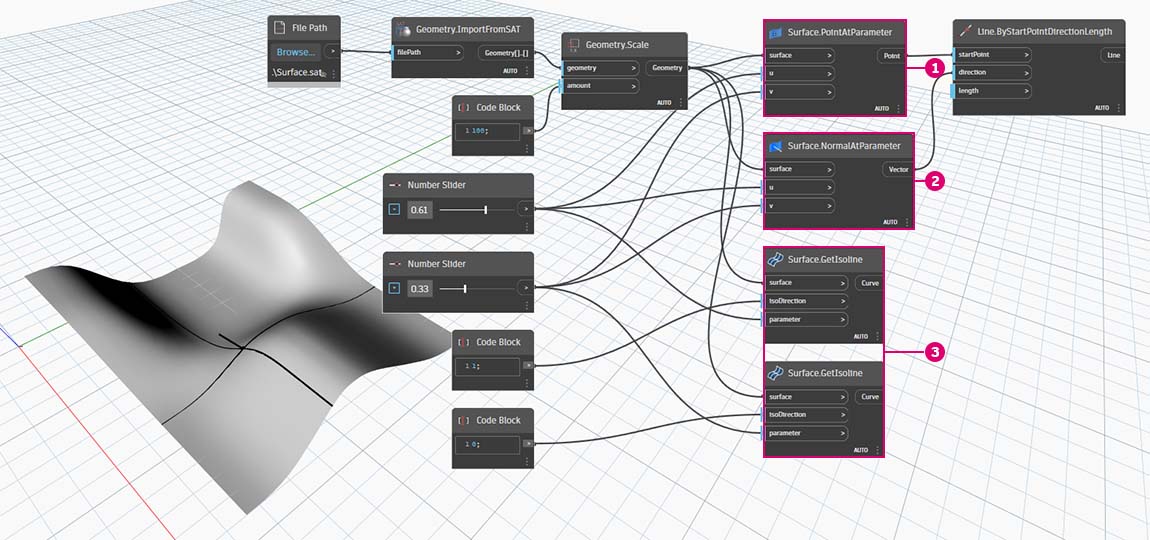 File Path
Browse... >
.\Surface.sat
Geometry.ImportFromSAT
filePath > Geometry[]..[]
AUTO
Geometry.Scale
geometry > Geometry
amount >
AUTO
Code Block
1 100; >
Number Slider
0.61 >
Number Slider
0.33 >
Code Block
1 1; >
Code Block
1 0; >
Surface.PointAtParameter
surface > Point
u >
v >
AUTO
1
Surface.NormalAtParameter
surface > Vector
u >
v >
AUTO
2
Surface.GetIsoline
surface > Curve
isoDirection >
parameter >
AUTO
3
Surface.GetIsoline
surface > Curve
isoDirection >
parameter >
AUTO
Line.ByStartPointDirectionLength
startPoint > Line
direction >
length >
AUTO